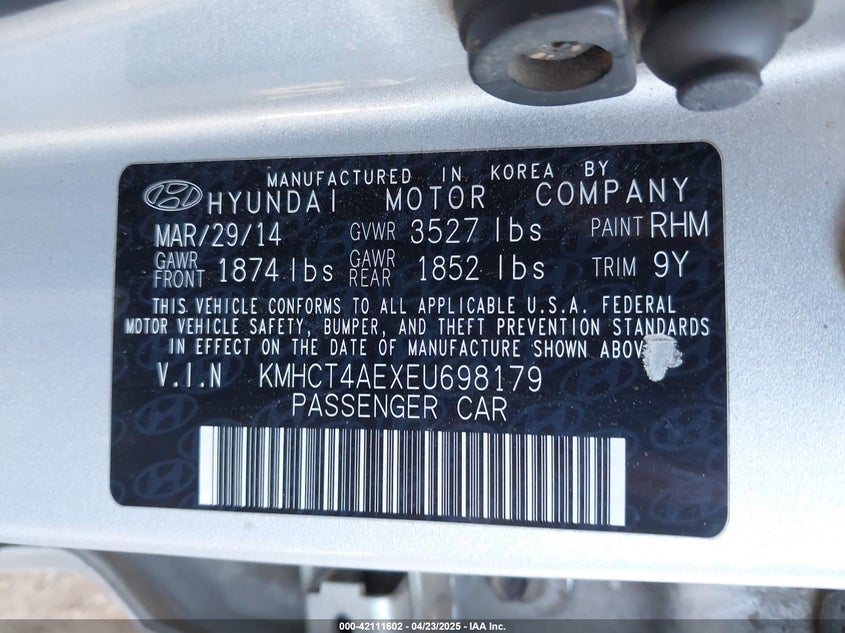 MANUFACTURED IN KOREA BY
HYUNDAI MOTOR COMPANY
MAR/29/14 GVWR 3527 lbs PAINT RHM
GAWR FRONT 1874 lbs GAWR REAR 1852 lbs TRIM 9Y
THIS VEHICLE CONFORMS TO ALL APPLICABLE U.S.A. FEDERAL
MOTOR VEHICLE SAFETY, BUMPER, AND THEFT PREVENTION STANDARDS
IN EFFECT ON THE DATE OF MANUFACTURE SHOWN ABOV
V.I.N KMHCT4AEXEU698179
PASSENGER CAR
000-42111602 - 04/23/2025 - IAA Inc.